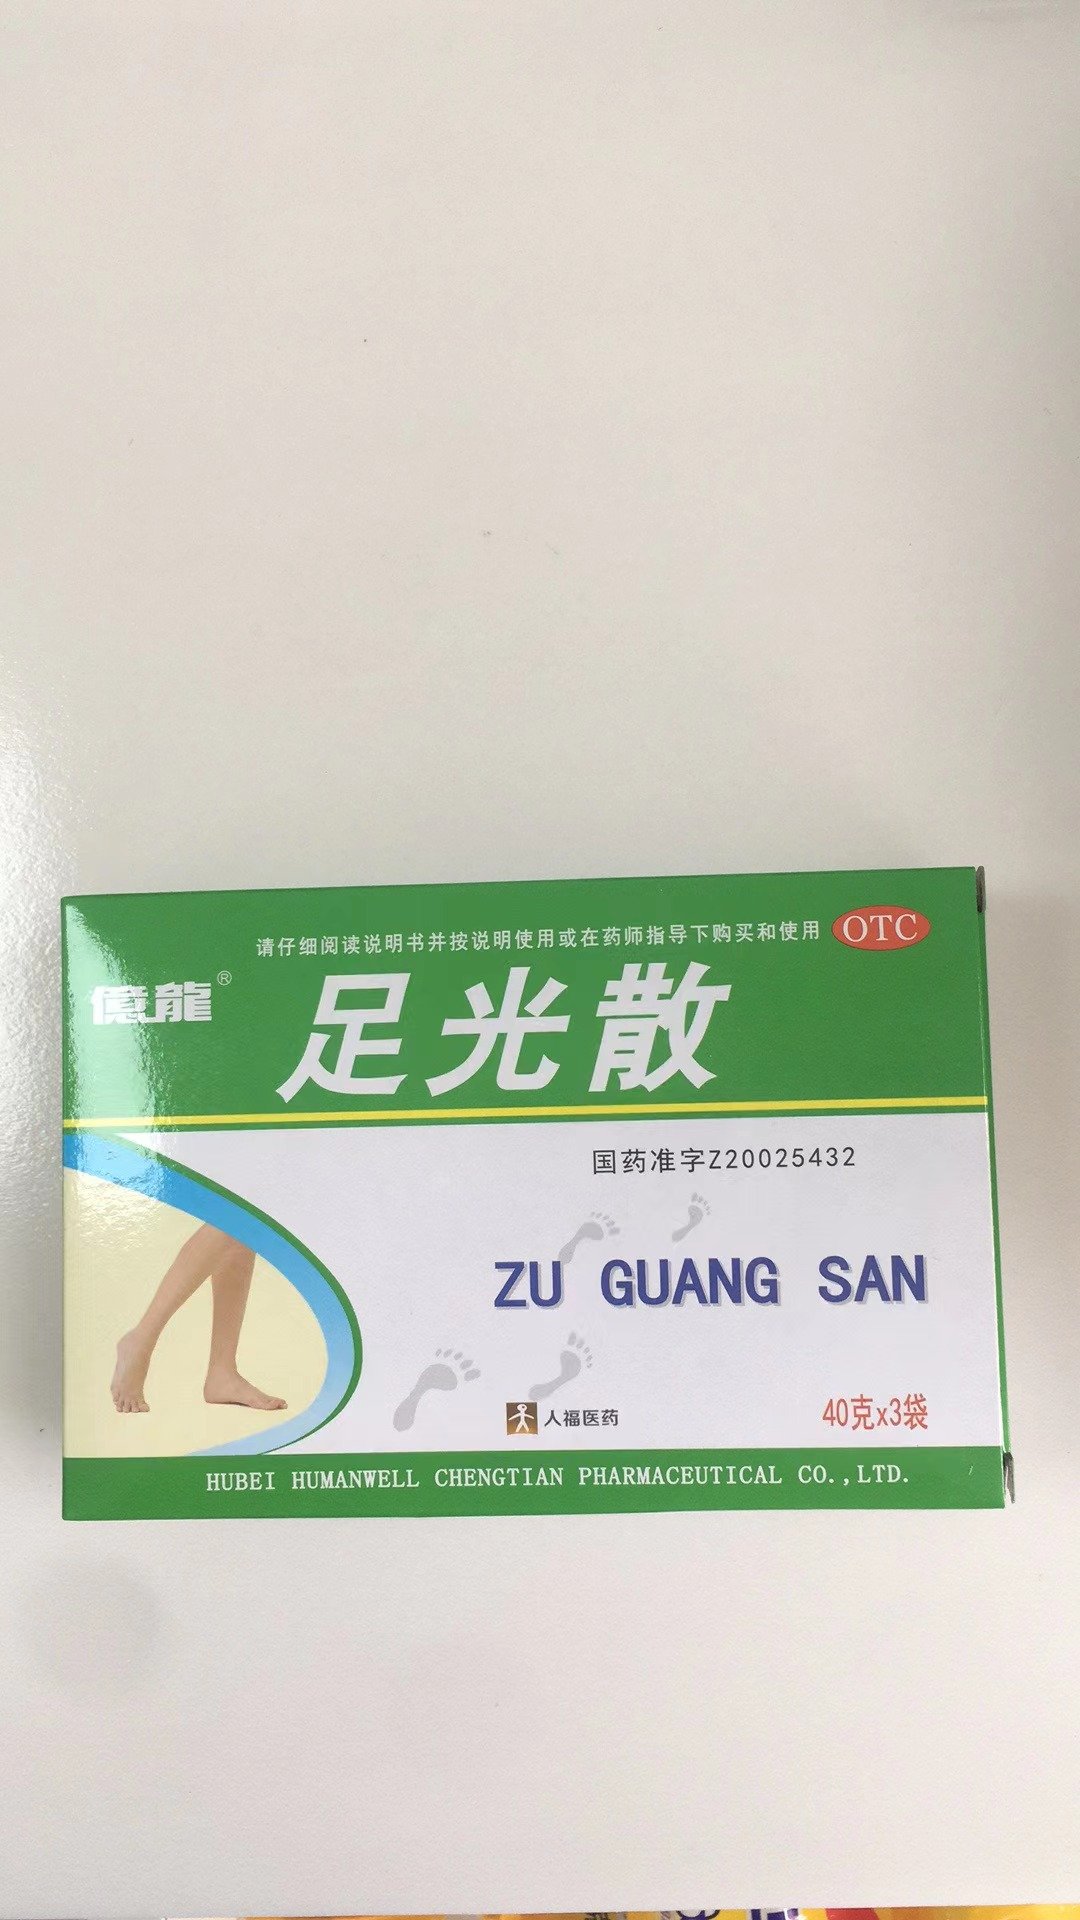 请仔细阅读说明书并按说明使用或在药师指导下购买和使用 OTC
億龍®
足光散
国药准字Z20025432
ZU GUANG SAN
人福医药
40克x3袋
HUBEI HUMANWELL CHENGTIAN PHARMACEUTICAL CO.,LTD.